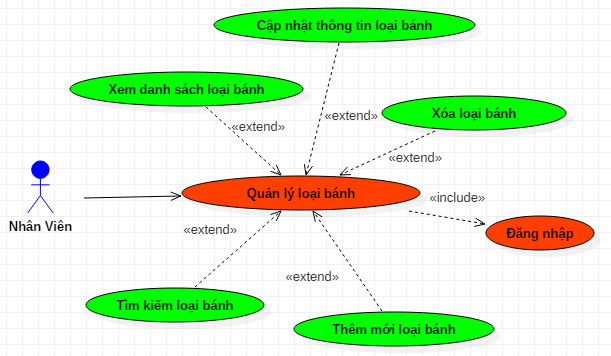 Cập nhật thông tin loại bánh
Xem danh sách loại bánh
Xóa loại bánh
«extend»
«extend»
«extend»
Quản lý loại bánh
«include»
Nhân Viên
«extend»
Đăng nhập
«extend»
Tìm kiếm loại bánh
Thêm mới loại bánh